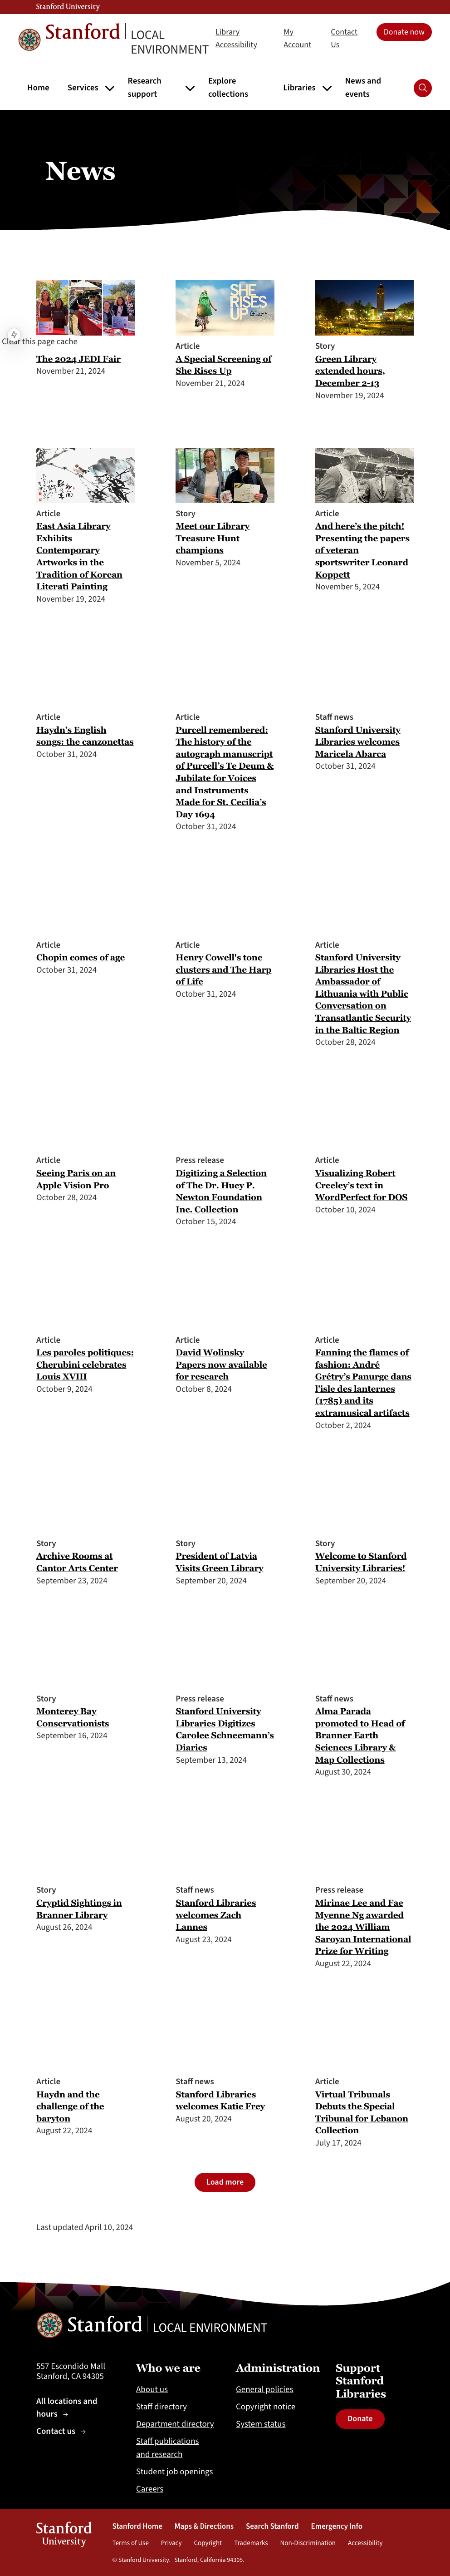 Stanford University
Stanford LOCAL ENVIRONMENT
Library Accessibility
My Account
Contact Us
Donate now
Home
Services
Research support
Explore collections
Libraries
News and events
News
Clear this page cache
The 2024 JEDI Fair
November 21, 2024
SHE RISES UP
Article
A Special Screening of She Rises Up
November 21, 2024
Story
Green Library extended hours, December 2-13
November 19, 2024
Article
East Asia Library Exhibits Contemporary Artworks in the Tradition of Korean Literati Painting
November 19, 2024
Story
Meet our Library Treasure Hunt champions
November 5, 2024
Article
And here’s the pitch! Presenting the papers of veteran sportswriter Leonard Koppett
November 5, 2024
Article
Haydn’s English songs: the canzonettas
October 31, 2024
Article
Purcell remembered: The history of the autograph manuscript of Purcell’s Te Deum & Jubilate for Voices and Instruments Made for St. Cecilia’s Day 1694
October 31, 2024
Staff news
Stanford University Libraries welcomes Maricela Abarca
October 31, 2024
Article
Chopin comes of age
October 31, 2024
Article
Henry Cowell’s tone clusters and The Harp of Life
October 31, 2024
Article
Stanford University Libraries Host the Ambassador of Lithuania with Public Conversation on Transatlantic Security in the Baltic Region
October 28, 2024
Article
Seeing Paris on an Apple Vision Pro
October 28, 2024
Press release
Digitizing a Selection of The Dr. Huey P. Newton Foundation Inc. Collection
October 15, 2024
Article
Visualizing Robert Creeley’s text in WordPerfect for DOS
October 10, 2024
Article
Les paroles politiques: Cherubini celebrates Louis XVIII
October 9, 2024
Article
David Wolinsky Papers now available for research
October 8, 2024
Article
Fanning the flames of fashion: André Grétry’s Panurge dans l’isle des lanternes (1785) and its extramusical artifacts
October 2, 2024
Story
Archive Rooms at Cantor Arts Center
September 23, 2024
Story
President of Latvia Visits Green Library
September 20, 2024
Story
Welcome to Stanford University Libraries!
September 20, 2024
Story
Monterey Bay Conservationists
September 16, 2024
Press release
Stanford University Libraries Digitizes Carolee Schneemann’s Diaries
September 13, 2024
Staff news
Alma Parada promoted to Head of Branner Earth Sciences Library & Map Collections
August 30, 2024
Story
Cryptid Sightings in Branner Library
August 26, 2024
Staff news
Stanford Libraries welcomes Zach Lannes
August 23, 2024
Press release
Mirinae Lee and Fae Myenne Ng awarded the 2024 William Saroyan International Prize for Writing
August 22, 2024
Article
Haydn and the challenge of the baryton
August 22, 2024
Staff news
Stanford Libraries welcomes Katie Frey
August 20, 2024
Article
Virtual Tribunals Debuts the Special Tribunal for Lebanon Collection
July 17, 2024
Load more
Last updated April 10, 2024
Stanford LOCAL ENVIRONMENT
557 Escondido Mall
Stanford, CA 94305
All locations and hours →
Contact us →
Who we are
About us
Staff directory
Department directory
Staff publications and research
Student job openings
Careers
Administration
General policies
Copyright notice
System status
Support Stanford Libraries
Donate
Stanford University
Stanford Home
Maps & Directions
Search Stanford
Emergency Info
Terms of Use
Privacy
Copyright
Trademarks
Non-Discrimination
Accessibility
© Stanford University. Stanford, California 94305.